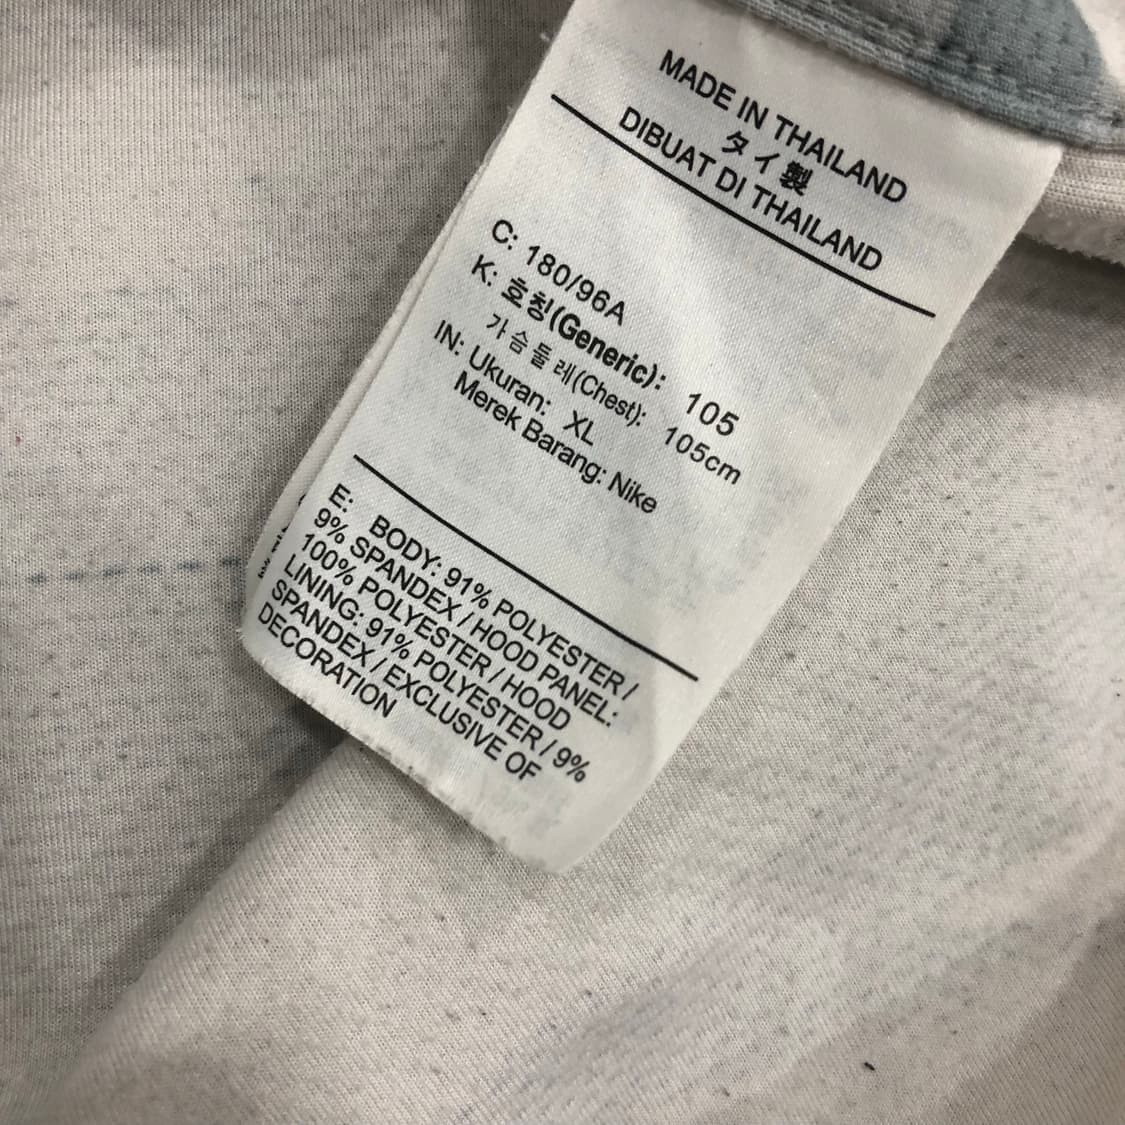 MADE IN THAILAND
タイ製
DIBUAT DI THAILAND
C: 180/96A
K: 호칭(Generic): 105
가슴둘레(Chest): 105cm
IN: Ukuran: XL
Merek Barang: Nike
E: BODY: 91% POLYESTER /
9% SPANDEX / HOOD PANEL:
100% POLYESTER / HOOD
LINING: 91% POLYESTER / 9%
SPANDEX / EXCLUSIVE OF
DECORATION